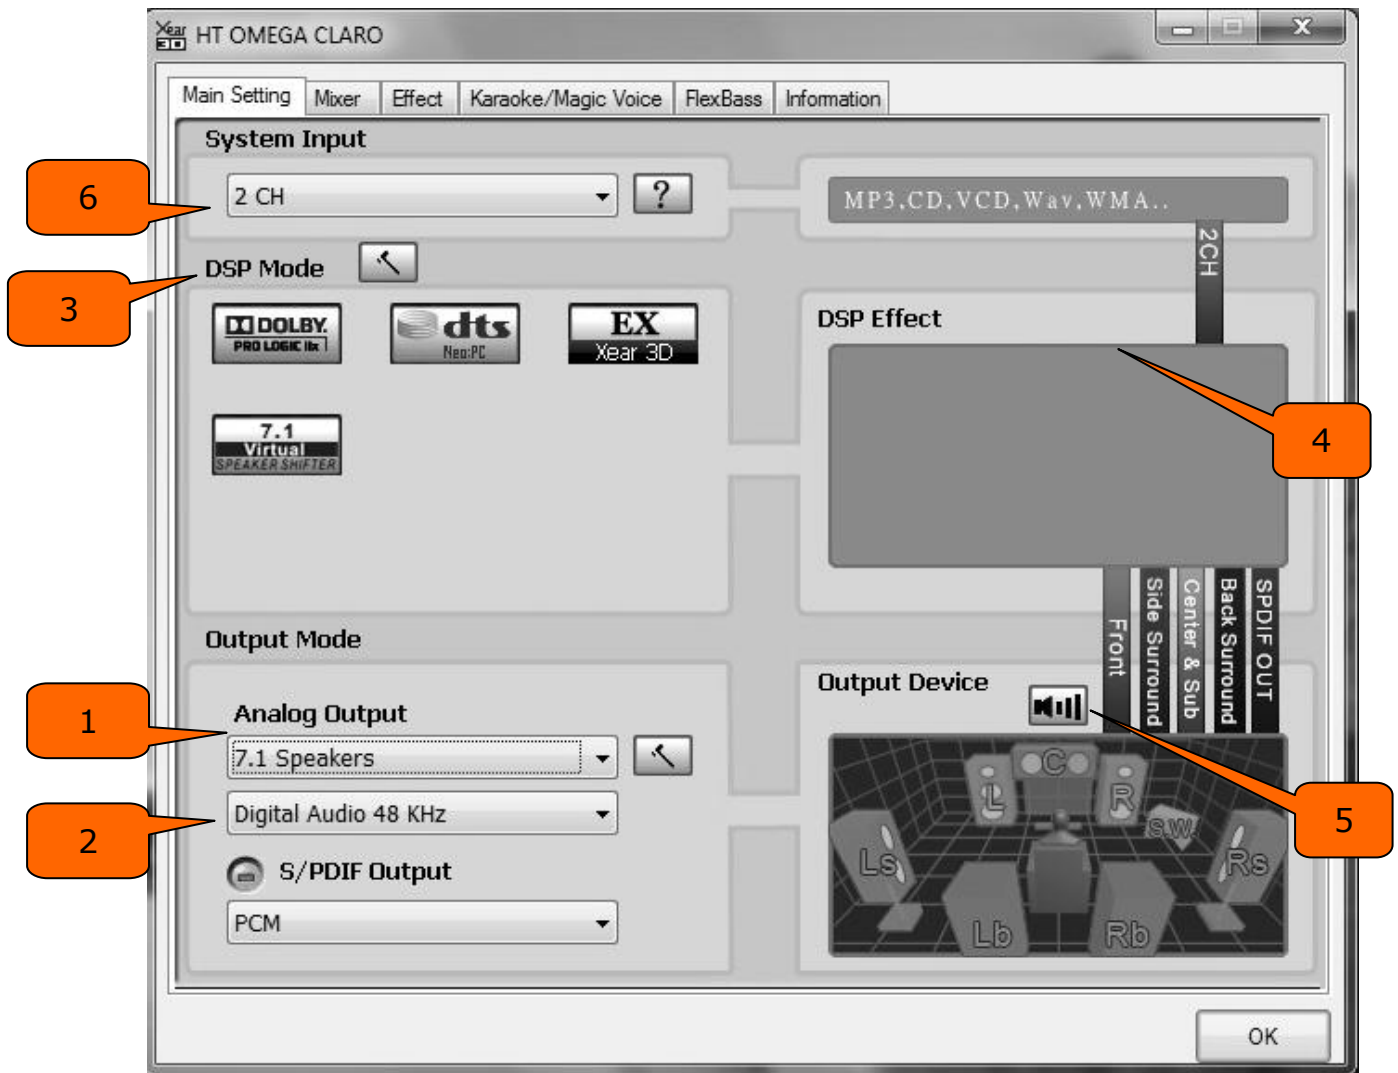 Xear
3D
HT OMEGA CLARO
X
Main Setting
Mixer
Effect
Karaoke/Magic Voice
FlexBass
Information
System Input
6
2 CH
?
MP3,CD,VCD,Wav,WMA..
2CH
DSP Mode
3
DOLBY.
PRO LOGIC IIx
dts
Neo:PC
EX
Xear 3D
7.1
Virtual
SPEAKER SHIFTER
DSP Effect
4
Front
Side Surround
Center & Sub
Back Surround
SPDIF OUT
Output Mode
1
Analog Output
7.1 Speakers
2
Digital Audio 48 KHz
S/PDIF Output
PCM
Output Device
5
C
L
R
S.W.
Ls
Rs
Lb
Rb
OK